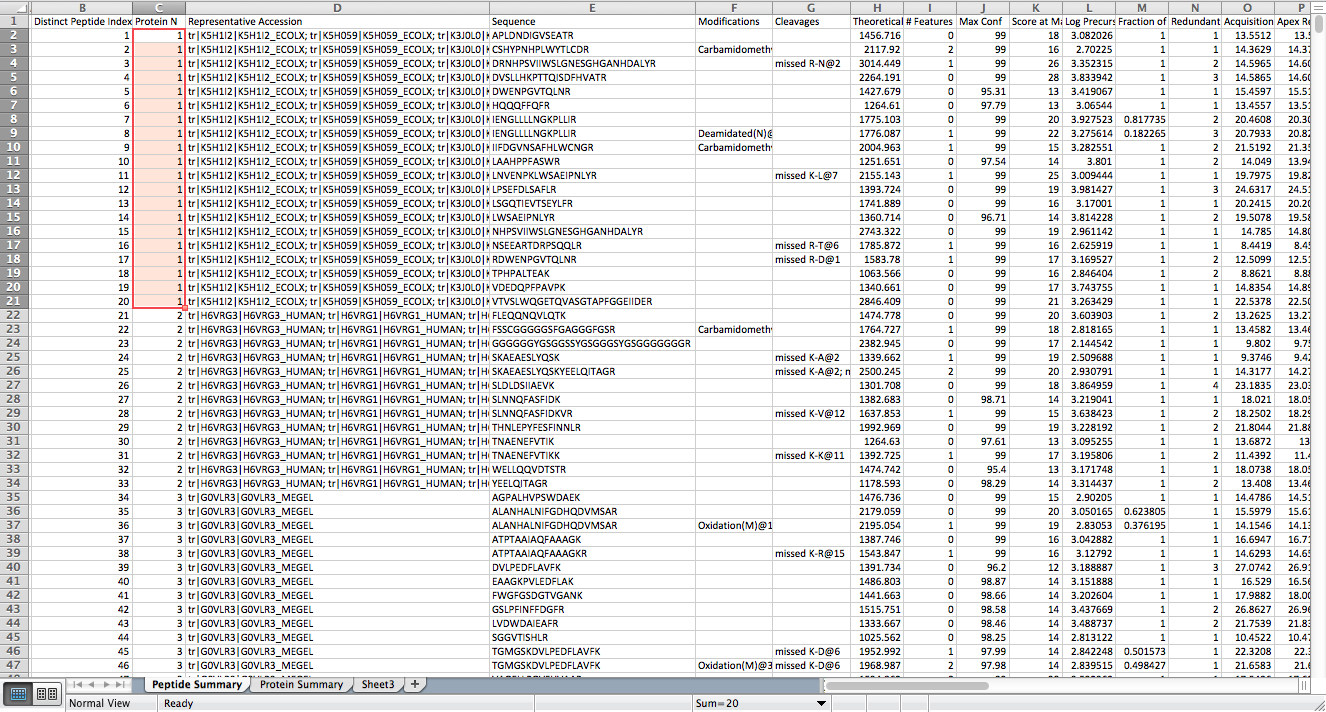 B C D E F G H I J K L M N O P
1 Distinct Peptide Index Protein N Representative Accession Sequence Modifications Cleavages Theoretical # Features Max Conf Score at Ma Log Precurs Fraction of Redundant Acquisition Apex Re
2 1 1 tr|K5H1I2|K5H1I2_ECOLX; tr|K5H059|K5H059_ECOLX; tr|K3J0L0|K APLDNDIGVSEATR 1456.716 0 99 18 3.082026 1 1 13.5512 13.5
3 2 1 tr|K5H1I2|K5H1I2_ECOLX; tr|K5H059|K5H059_ECOLX; tr|K3J0L0|K CSHYPNHPLWYTLCDR Carbamidometh 2117.92 2 99 16 2.70225 1 1 14.3629 14.37
4 3 1 tr|K5H1I2|K5H1I2_ECOLX; tr|K5H059|K5H059_ECOLX; tr|K3J0L0|K DRNHPSVIIWSLGNESGHGANHDALYR missed R-N@2 3014.449 1 99 26 3.352315 1 2 14.5965 14.60
5 4 1 tr|K5H1I2|K5H1I2_ECOLX; tr|K5H059|K5H059_ECOLX; tr|K3J0L0|K DVSLLHKPTTQISDFHVATR 2264.191 0 99 28 3.833942 1 3 14.5865 14.60
6 5 1 tr|K5H1I2|K5H1I2_ECOLX; tr|K5H059|K5H059_ECOLX; tr|K3J0L0|K DWENPGVTQLNR 1427.679 0 95.31 13 3.419067 1 1 15.4597 15.51
7 6 1 tr|K5H1I2|K5H1I2_ECOLX; tr|K5H059|K5H059_ECOLX; tr|K3J0L0|K HQQQFFQFR 1264.61 0 97.79 13 3.06544 1 1 13.4557 13.51
8 7 1 tr|K5H1I2|K5H1I2_ECOLX; tr|K5H059|K5H059_ECOLX; tr|K3J0L0|K IENGLLLLNGKPLLIR 1775.103 0 99 20 3.927523 0.817735 2 20.4608 20.30
9 8 1 tr|K5H1I2|K5H1I2_ECOLX; tr|K5H059|K5H059_ECOLX; tr|K3J0L0|K IENGLLLLNGKPLLIR Deamidated(N)@ 1776.087 1 99 22 3.275614 0.182265 3 20.7933 20.82
10 9 1 tr|K5H1I2|K5H1I2_ECOLX; tr|K5H059|K5H059_ECOLX; tr|K3J0L0|K IIFDGVNSAFHLWCNGR Carbamidometh 2004.963 1 99 15 3.282551 1 2 21.5192 21.35
11 10 1 tr|K5H1I2|K5H1I2_ECOLX; tr|K5H059|K5H059_ECOLX; tr|K3J0L0|K LAAHPPFASWR 1251.651 0 97.54 14 3.801 1 2 14.049 13.94
12 11 1 tr|K5H1I2|K5H1I2_ECOLX; tr|K5H059|K5H059_ECOLX; tr|K3J0L0|K LNVENPKLWSAEIPNLYR missed K-L@7 2155.143 1 99 25 3.009444 1 1 19.7975 19.82
13 12 1 tr|K5H1I2|K5H1I2_ECOLX; tr|K5H059|K5H059_ECOLX; tr|K3J0L0|K LPSEFDLSAFLR 1393.724 0 99 19 3.981427 1 3 24.6317 24.51
14 13 1 tr|K5H1I2|K5H1I2_ECOLX; tr|K5H059|K5H059_ECOLX; tr|K3J0L0|K LSGQTIEVTSEYLFR 1741.889 0 99 16 3.17001 1 1 20.2415 20.20
15 14 1 tr|K5H1I2|K5H1I2_ECOLX; tr|K5H059|K5H059_ECOLX; tr|K3J0L0|K LWSAEIPNLYR 1360.714 0 96.71 14 3.814228 1 2 19.5078 19.58
16 15 1 tr|K5H1I2|K5H1I2_ECOLX; tr|K5H059|K5H059_ECOLX; tr|K3J0L0|K NHPSVIIWSLGNESGHGANHDALYR 2743.322 0 99 19 2.961142 1 1 14.785 14.80
17 16 1 tr|K5H1I2|K5H1I2_ECOLX; tr|K5H059|K5H059_ECOLX; tr|K3J0L0|K NSEEARTDRPSQQLR missed R-T@6 1785.872 1 99 16 2.625919 1 1 8.4419 8.45
18 17 1 tr|K5H1I2|K5H1I2_ECOLX; tr|K5H059|K5H059_ECOLX; tr|K3J0L0|K RDWENPGVTQLNR missed R-D@1 1583.78 1 99 17 3.169527 1 2 12.5099 12.51
19 18 1 tr|K5H1I2|K5H1I2_ECOLX; tr|K5H059|K5H059_ECOLX; tr|K3J0L0|K TPHPALTEAK 1063.566 0 99 16 2.846404 1 2 8.8621 8.88
20 19 1 tr|K5H1I2|K5H1I2_ECOLX; tr|K5H059|K5H059_ECOLX; tr|K3J0L0|K VDEDQPFPAVPK 1340.661 0 99 17 3.743755 1 1 14.8354 14.89
21 20 1 tr|K5H1I2|K5H1I2_ECOLX; tr|K5H059|K5H059_ECOLX; tr|K3J0L0|K VTVSLWQGETQVASGTAPFGGEIIDER 2846.409 0 99 21 3.263429 1 1 22.5378 22.50
22 21 2 tr|H6VRG3|H6VRG3_HUMAN; tr|H6VRG1|H6VRG1_HUMAN; tr|H FLEQQNQVLQTK 1474.778 0 99 20 3.603903 1 2 13.6265 13.27
23 22 2 tr|H6VRG3|H6VRG3_HUMAN; tr|H6VRG1|H6VRG1_HUMAN; tr|H FSSCGGGGGSFGAGGGFGSR Carbamidometh 1764.727 1 99 18 2.818165 1 1 13.4582 13.46
24 23 2 tr|H6VRG3|H6VRG3_HUMAN; tr|H6VRG1|H6VRG1_HUMAN; tr|H GGGGGGYGSGGSSYGSGGGSYGSGGGGGGGR 2382.945 0 99 17 2.144542 1 1 9.802 9.75
25 24 2 tr|H6VRG3|H6VRG3_HUMAN; tr|H6VRG1|H6VRG1_HUMAN; tr|H SKAEAESLYQSK missed K-A@2 1339.662 1 99 19 2.509688 1 1 9.3746 9.42
26 25 2 tr|H6VRG3|H6VRG3_HUMAN; tr|H6VRG1|H6VRG1_HUMAN; tr|H SKAEAESLYQSKYEELQITAGR missed K-A@2; m 2500.245 2 99 20 2.930791 1 1 14.3177 14.27
27 26 2 tr|H6VRG3|H6VRG3_HUMAN; tr|H6VRG1|H6VRG1_HUMAN; tr|H SLDLDSIIAEVK 1301.708 0 99 18 3.864959 1 4 23.1835 23.03
28 27 2 tr|H6VRG3|H6VRG3_HUMAN; tr|H6VRG1|H6VRG1_HUMAN; tr|H SLNNQFASFIDK 1382.683 0 98.71 14 3.219041 1 1 18.021 18.05
29 28 2 tr|H6VRG3|H6VRG3_HUMAN; tr|H6VRG1|H6VRG1_HUMAN; tr|H SLNNQFASFIDKVR missed K-V@12 1637.853 1 99 15 3.638423 1 2 18.2502 18.29
30 29 2 tr|H6VRG3|H6VRG3_HUMAN; tr|H6VRG1|H6VRG1_HUMAN; tr|H THNLEPYFESFINNLR 1992.969 0 99 19 3.228192 1 2 21.8044 21.88
31 30 2 tr|H6VRG3|H6VRG3_HUMAN; tr|H6VRG1|H6VRG1_HUMAN; tr|H TNAENEFVTIK 1264.63 0 97.61 13 3.095255 1 1 13.6872 13
32 31 2 tr|H6VRG3|H6VRG3_HUMAN; tr|H6VRG1|H6VRG1_HUMAN; tr|H TNAENEFVTIKK missed K-K@11 1392.725 1 99 17 3.195806 1 2 11.4392 11.4
33 32 2 tr|H6VRG3|H6VRG3_HUMAN; tr|H6VRG1|H6VRG1_HUMAN; tr|H WELLQQVDTSTR 1474.742 0 95.4 13 3.171748 1 1 18.0738 18.05
34 33 2 tr|H6VRG3|H6VRG3_HUMAN; tr|H6VRG1|H6VRG1_HUMAN; tr|H YEELQITAGR 1178.593 0 98.29 14 3.314437 1 2 13.408 13.46
35 34 3 tr|G0VLR3|G0VLR3_MEGEL AGPALHVPSWDAEK 1476.736 0 99 15 2.90205 1 1 14.4786 14.51
36 35 3 tr|G0VLR3|G0VLR3_MEGEL ALANHALNIFGDHQDVMSAR 2179.059 0 99 20 3.050165 0.623805 1 15.5979 15.61
37 36 3 tr|G0VLR3|G0VLR3_MEGEL ALANHALNIFGDHQDVMSAR Oxidation(M)@1 2195.054 1 99 19 2.83053 0.376195 1 14.1546 14.13
38 37 3 tr|G0VLR3|G0VLR3_MEGEL ATPTAAIAQFAAAGK 1387.746 0 99 16 3.042882 1 1 16.6947 16.71
39 38 3 tr|G0VLR3|G0VLR3_MEGEL ATPTAAIAQFAAAGKR missed K-R@15 1543.847 1 99 16 3.12792 1 1 14.6293 14.65
40 39 3 tr|G0VLR3|G0VLR3_MEGEL DVLPEDFLAVFK 1391.734 0 96.2 12 3.188887 1 3 27.0742 26.91
41 40 3 tr|G0VLR3|G0VLR3_MEGEL EAAGKPVLEDFLAK 1486.803 0 98.87 14 3.151888 1 1 16.529 16.56
42 41 3 tr|G0VLR3|G0VLR3_MEGEL FWGFGSDGTVGANK 1441.663 0 98.66 14 3.202604 1 1 17.9882 18.00
43 42 3 tr|G0VLR3|G0VLR3_MEGEL GSLPFINFFDGFR 1515.751 0 98.58 14 3.437669 1 2 26.8627 26.96
44 43 3 tr|G0VLR3|G0VLR3_MEGEL LVDWDAIEAFR 1333.667 0 98.46 14 3.488737 1 2 21.7539 21.83
45 44 3 tr|G0VLR3|G0VLR3_MEGEL SGGVTISHLR 1025.562 0 98.25 14 2.813122 1 1 10.4522 10.47
46 45 3 tr|G0VLR3|G0VLR3_MEGEL TGMGSKDVLPEDFLAVFK missed K-D@6 1952.992 1 97.99 14 2.842248 0.501573 1 22.3208 22.3
47 46 3 tr|G0VLR3|G0VLR3_MEGEL TGMGSKDVLPEDFLAVFK Oxidation(M)@3 missed K-D@6 1968.987 2 97.98 14 2.839515 0.498427 1 21.6583 21.6
Peptide Summary Protein Summary Sheet3 +
Normal View Ready Sum=20